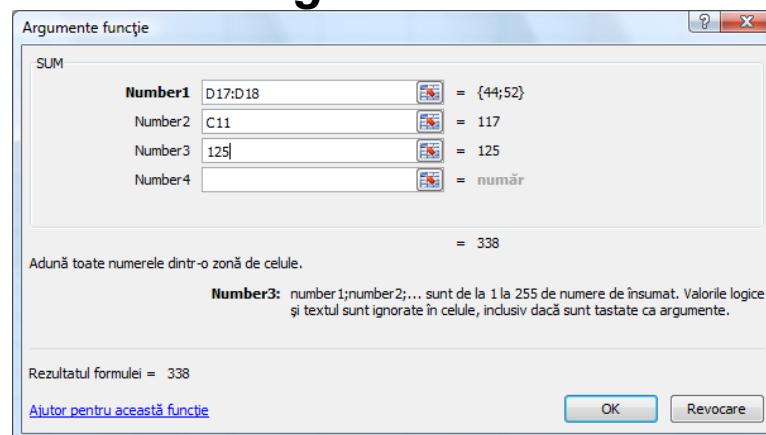 Argumente funcţie
SUM
Number1 D17:D18 = {44;52}
Number2 C11 = 117
Number3 125 = 125
Number4 = număr
= 338
Adună toate numerele dintr-o zonă de celule.
Number3: number1;number2;... sunt de la 1 la 255 de numere de însumat. Valorile logice
şi textul sunt ignorate în celule, inclusiv dacă sunt tastate ca argumente.
Rezultatul formulei = 338
Ajutor pentru această funcţie OK Revocare